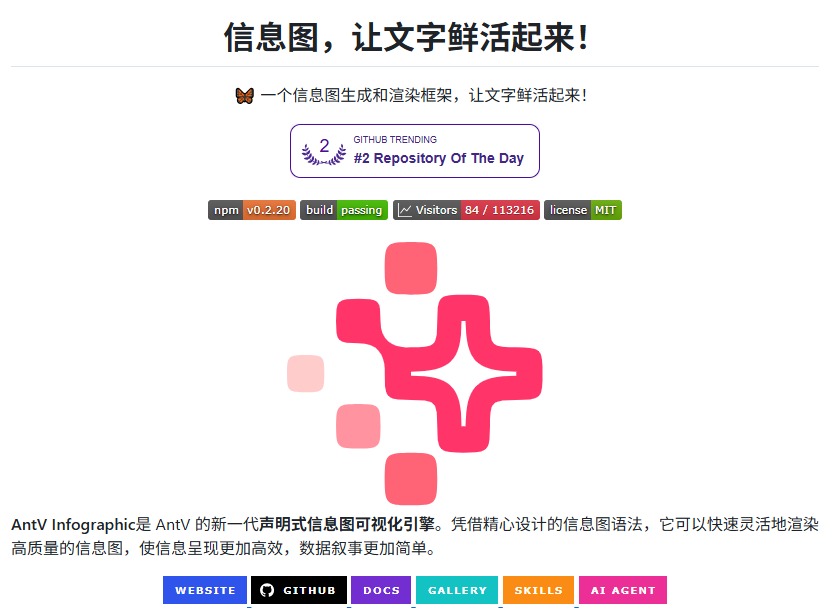 信息图，让文字鲜活起来！
🦋 一个信息图生成和渲染框架，让文字鲜活起来！
2
GITHUB TRENDING
#2 Repository Of The Day
npm v0.2.20 build passing Visitors 84 / 113216 license MIT
AntV Infographic是 AntV 的新一代声明式信息图可视化引擎。凭借精心设计的信息图语法，它可以快速灵活地渲染
高质量的信息图，使信息呈现更加高效，数据叙事更加简单。
WEBSITE GITHUB DOCS GALLERY SKILLS AI AGENT